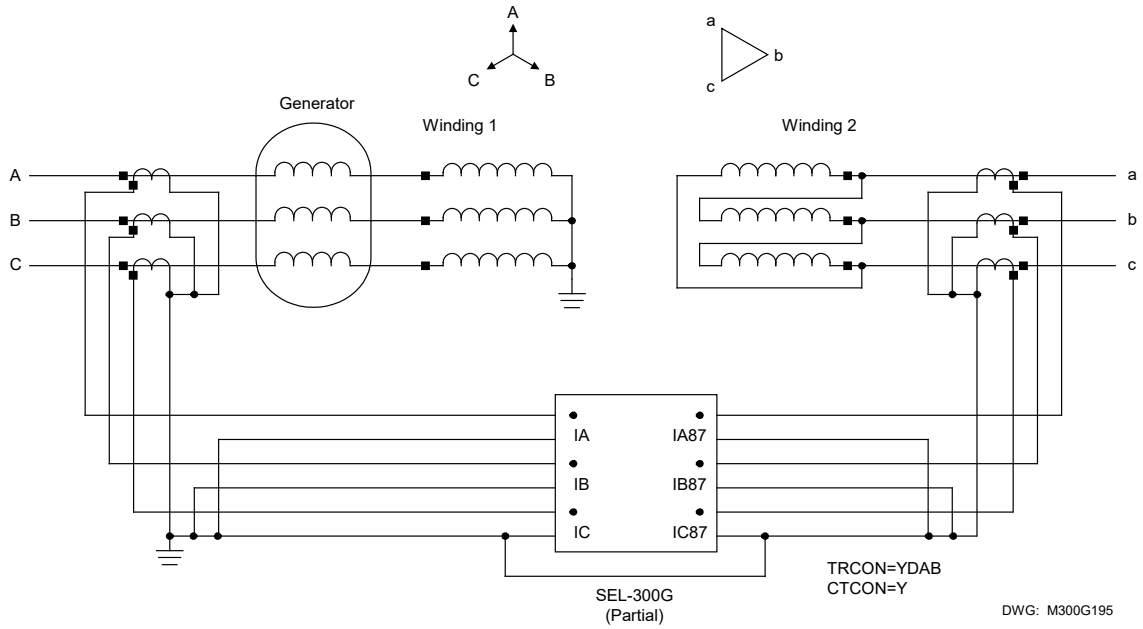 A
C
B
a
b
c
Generator
Winding 1
Winding 2
A
a
B
b
C
c
IA
IA87
IB
IB87
IC
IC87
TRCON=YDAB
CTCON=Y
SEL-300G
(Partial)
DWG: M300G195